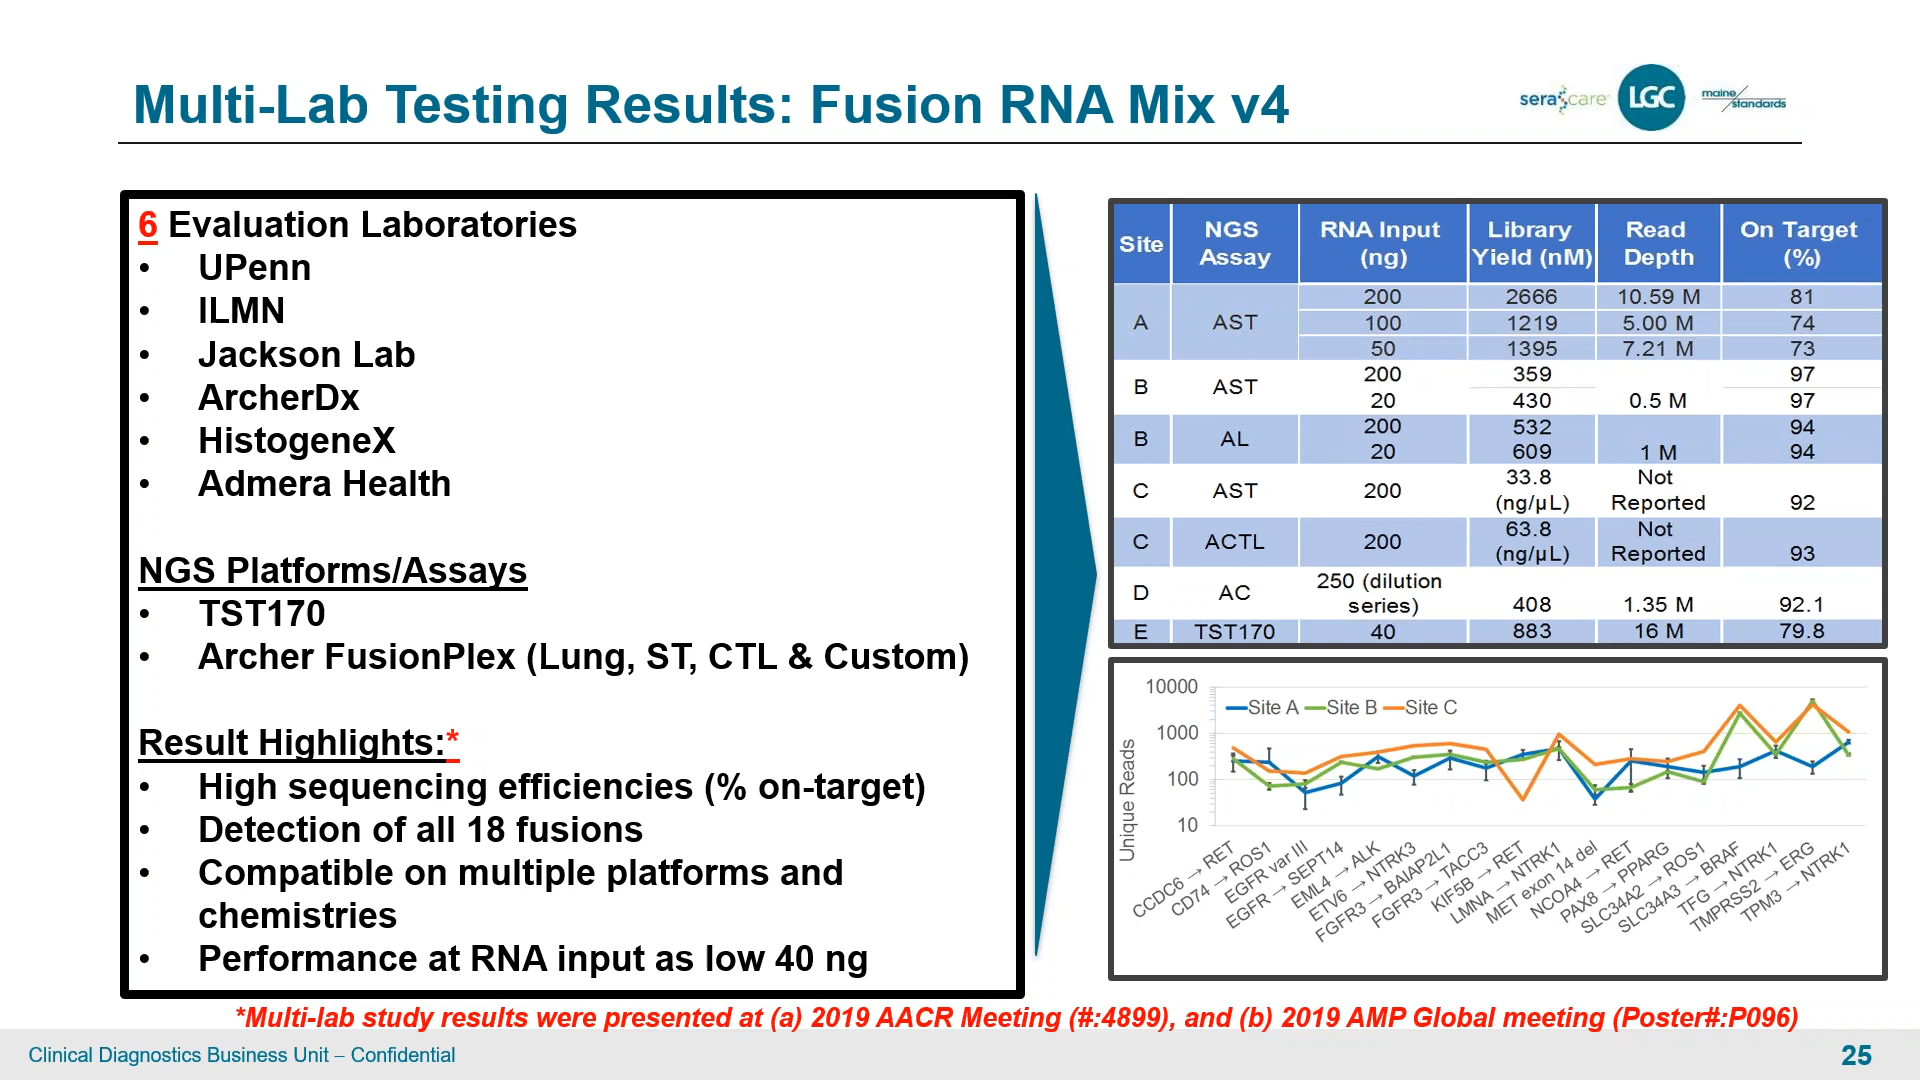 Multi-Lab Testing Results: Fusion RNA Mix v4
sera care LGC maine standards
6 Evaluation Laboratories
• UPenn
• ILMN
• Jackson Lab
• ArcherDx
• HistogeneX
• Admera Health
NGS Platforms/Assays
• TST170
• Archer FusionPlex (Lung, ST, CTL & Custom)
Result Highlights:*
• High sequencing efficiencies (% on-target)
• Detection of all 18 fusions
• Compatible on multiple platforms and
chemistries
• Performance at RNA input as low 40 ng
Site NGS Assay RNA Input (ng) Library Yield (nM) Read Depth On Target (%)
A AST 200 2666 10.59 M 81
100 1219 5.00 M 74
50 1395 7.21 M 73
B AST 200 359 97
20 430 0.5 M 97
B AL 200 532 94
20 609 1 M 94
C AST 200 33.8 (ng/µL) Not Reported 92
C ACTL 200 63.8 (ng/µL) Not Reported 93
D AC 250 (dilution series) 408 1.35 M 92.1
E TST170 40 883 16 M 79.8
Unique Reads
10000
1000
100
10
Site A Site B Site C
CCDC6 → RET
CD74 → ROS1
EGFR var III
EGFR → SEPT14
EML4 → ALK
ETV6 → NTRK3
FGFR3 → BAIAP2L1
FGFR3 → TACC3
KIF5B → RET
LMNA → NTRK1
MET exon 14 del
NCOA4 → RET
PAX8 → PPARG
SLC34A2 → ROS1
SLC34A3 → BRAF
TFG → NTRK1
TMPRSS2 → ERG
TPM3 → NTRK1
*Multi-lab study results were presented at (a) 2019 AACR Meeting (#:4899), and (b) 2019 AMP Global meeting (Poster#:P096)
Clinical Diagnostics Business Unit – Confidential
25